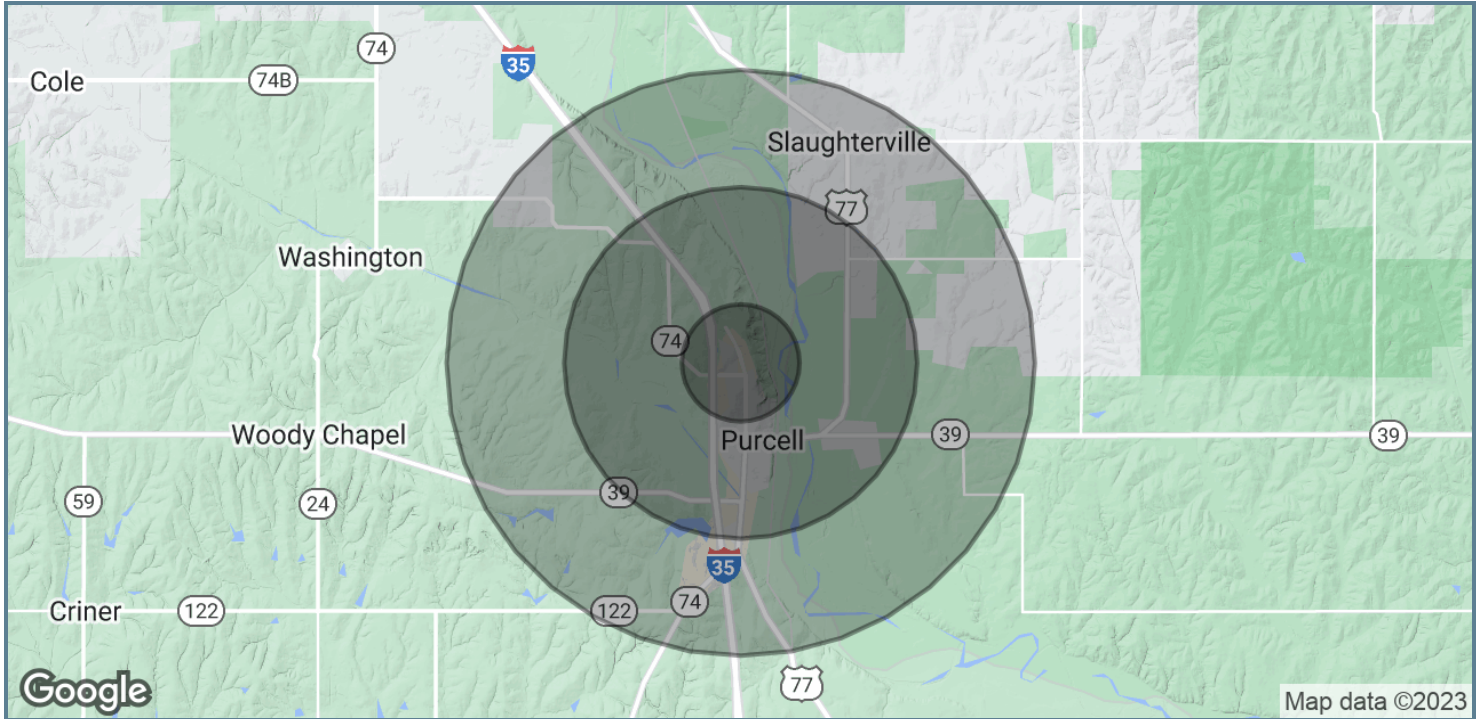 74
35
Cole
74B
Slaughterville
77
Washington
74
Woody Chapel
Purcell
39
39
59
24
39
35
Criner
122
122
74
77
Google
Map data ©2023